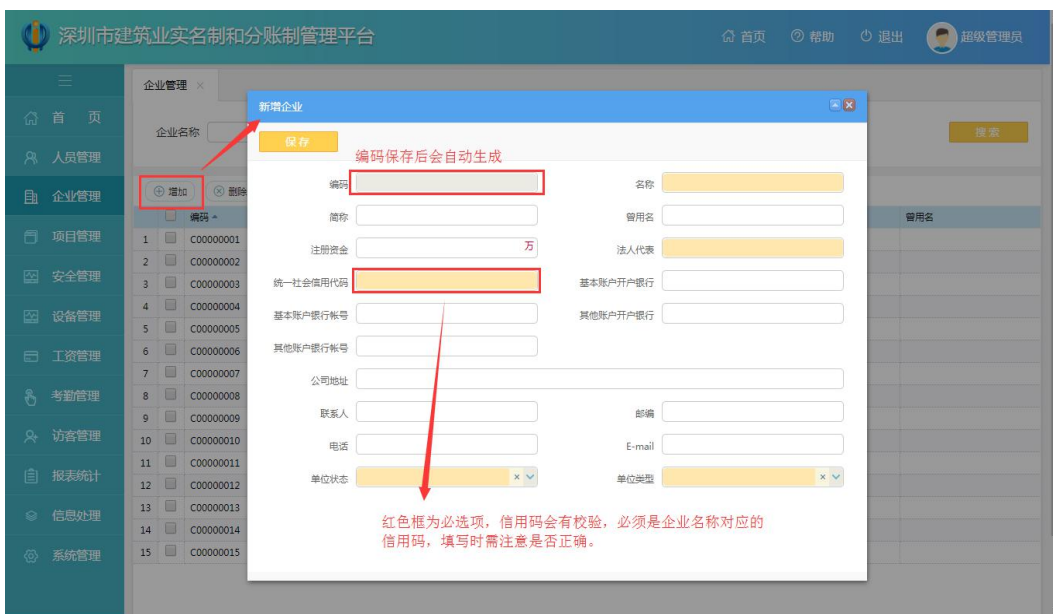 深圳市建筑业实名制和分账制管理平台
首页
帮助
退出
超级管理员
首 页
人员管理
企业管理
项目管理
安全管理
设备管理
工资管理
考勤管理
访客管理
报表统计
信息处理
系统管理
企业管理 ×
企业名称
搜索
增加
删除
编码
曾用名
1 C00000001
2 C00000002
3 C00000003
4 C00000004
5 C00000005
6 C00000006
7 C00000007
8 C00000008
9 C00000009
10 C00000010
11 C00000011
12 C00000012
13 C00000013
14 C00000014
15 C00000015
新增企业
保存
编码保存后会自动生成
编码 名称
简称 曾用名
注册资金 万 法人代表
统一社会信用代码 基本账户开户银行
基本账户银行帐号 其他账户开户银行
其他账户银行帐号
公司地址
联系人 邮编
电话 E-mail
单位状态 × 单位类型 ×
红色框为必选项，信用码会有校验，必须是企业名称对应的
信用码，填写时需注意是否正确。